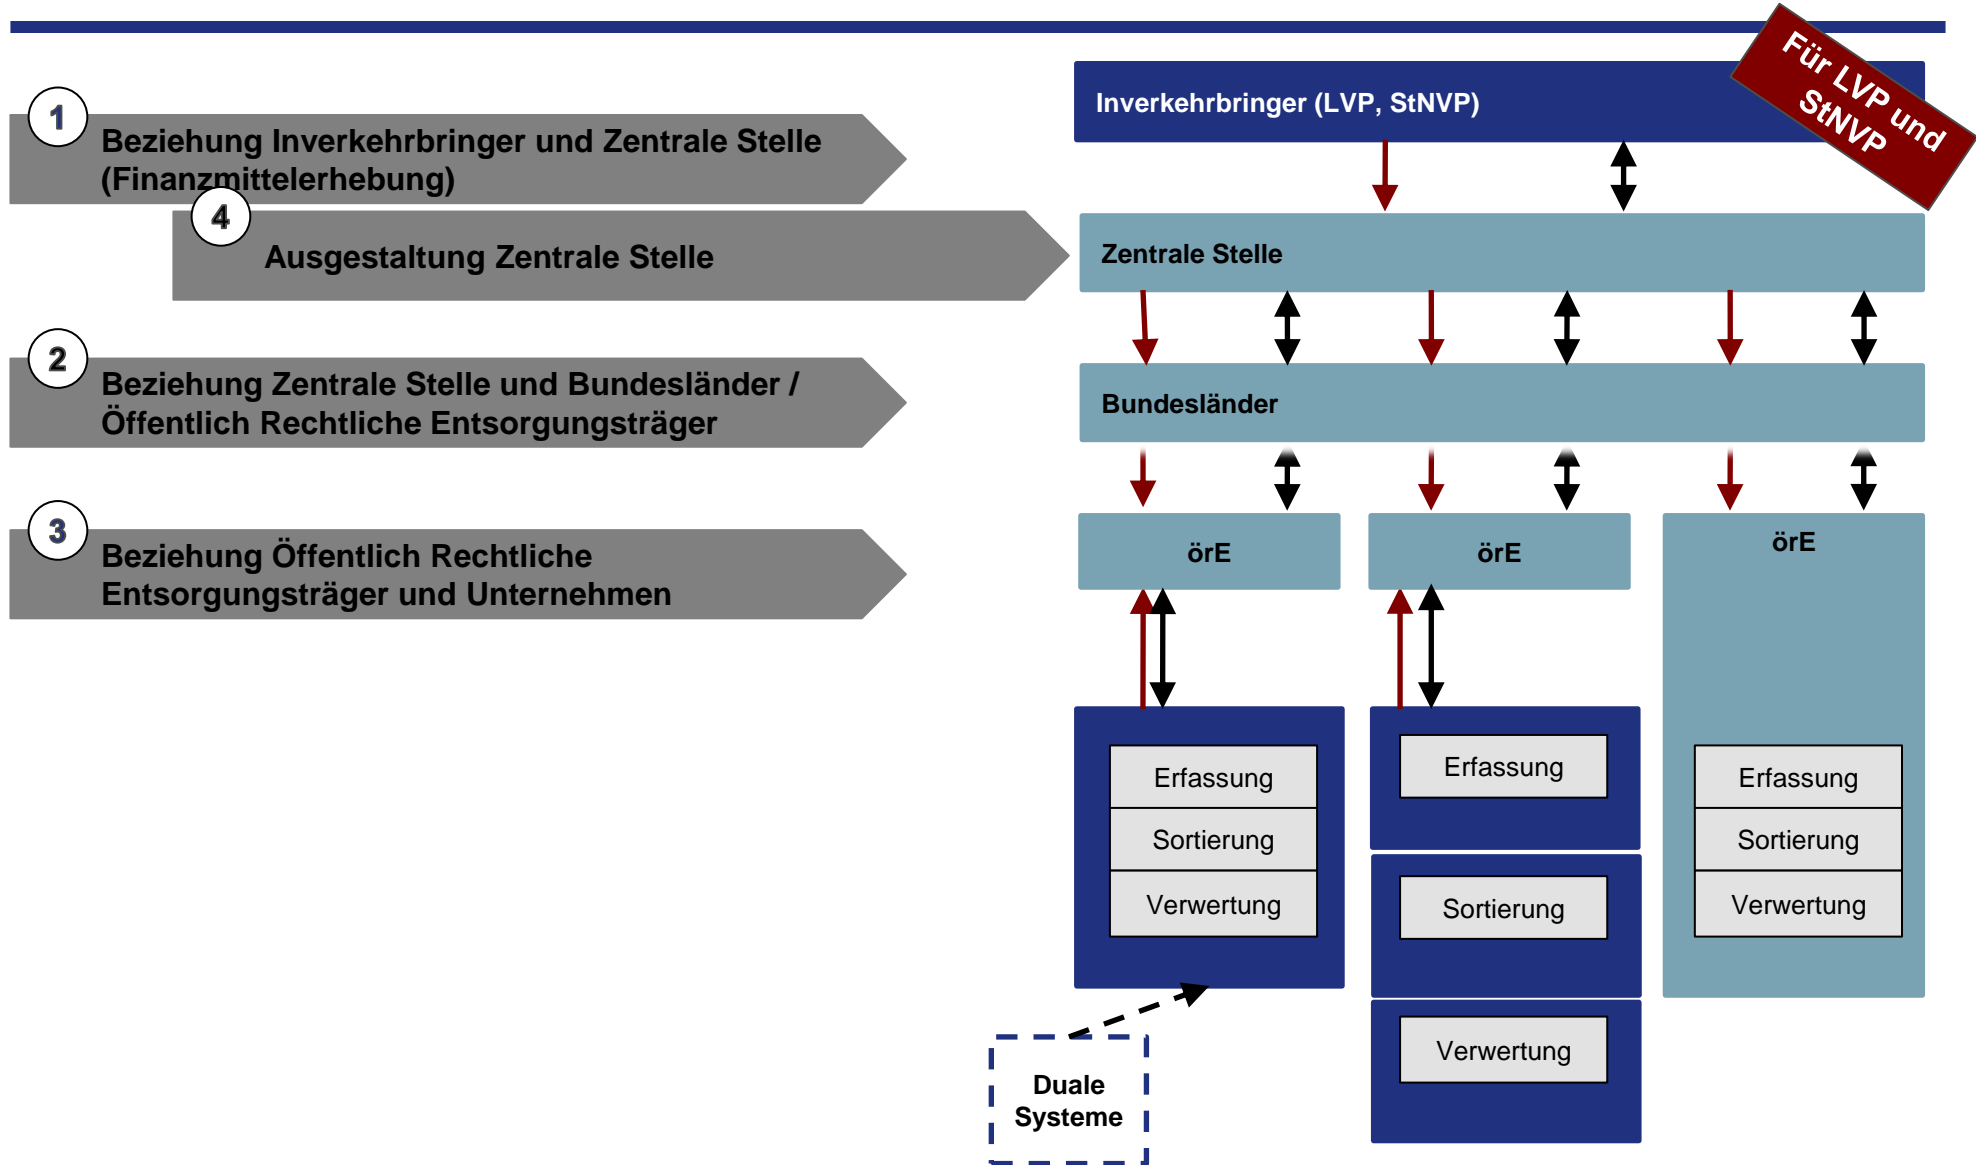 1
Beziehung Inverkehrbringer und Zentrale Stelle
(Finanzmittelerhebung)
4
Ausgestaltung Zentrale Stelle
2
Beziehung Zentrale Stelle und Bundesländer /
Öffentlich Rechtliche Entsorgungsträger
3
Beziehung Öffentlich Rechtliche
Entsorgungsträger und Unternehmen
Für LVP und
StNVP
Inverkehrbringer (LVP, StNVP)
Zentrale Stelle
Bundesländer
örE
örE
örE
Erfassung
Sortierung
Verwertung
Erfassung
Sortierung
Verwertung
Erfassung
Sortierung
Verwertung
Duale
Systeme